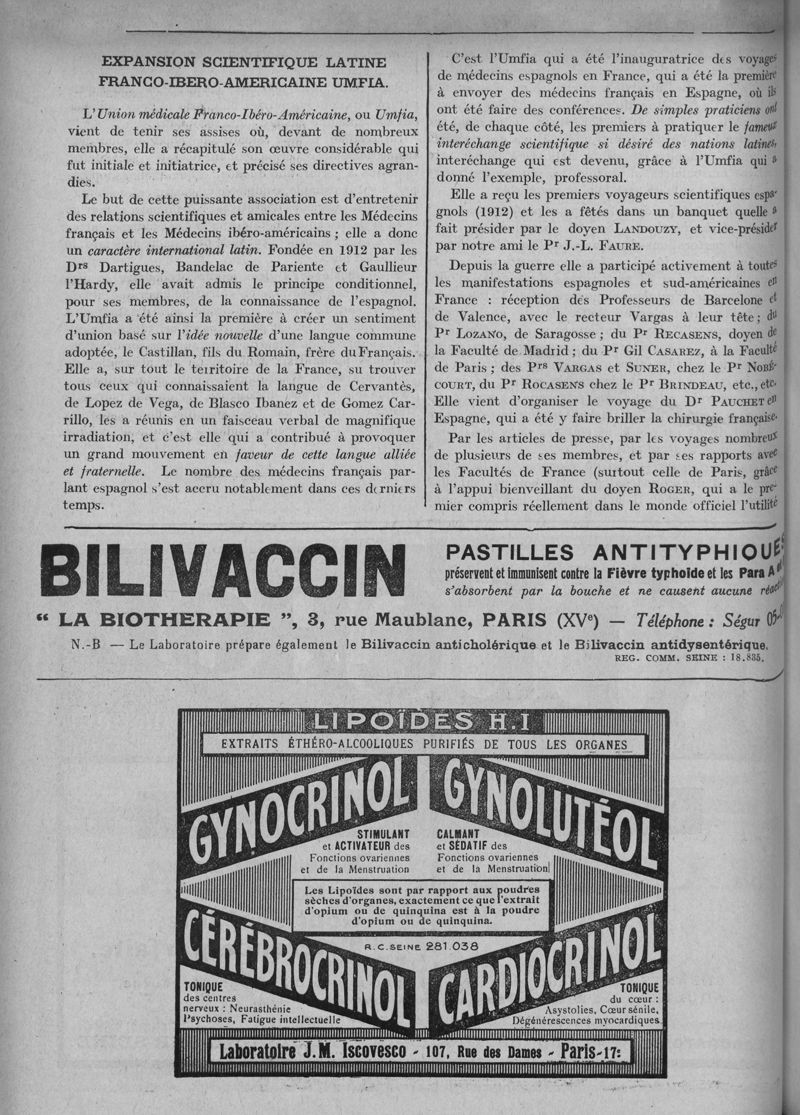 EXPANSION SCIENTIFIQUE LATINE
FRANCO-IBERO-AMERICAINE UMFIA.
L'Union médicale Franco-Ibéro-Américaine, ou Umfia,
vient de tenir ses assises où, devant de nombreux
membres, elle a récapitulé son œuvre considérable qui
fut initiale et initiatrice, et précisé ses directives agran-
dies.
Le but de cette puissante association est d'entretenir
des relations scientifiques et amicales entre les Médecins
français et les Médecins ibéro-américains ; elle a donc
un caractère international latin. Fondée en 1912 par les
Drs Dartigues, Bandelac de Pariente et Gaullieur
l'Hardy, elle avait admis le principe conditionnel,
pour ses membres, de la connaissance de l'espagnol.
L'Umfia a été ainsi la première à créer un sentiment
d'union basé sur l'idée nouvelle d'une langue commune
adoptée, le Castillan, fils du Romain, frère du Français.
Elle a, sur tout le territoire de la France, su trouver
tous ceux qui connaissaient la langue de Cervantès,
de Lopez de Vega, de Blasco Ibanez et de Gomez Car-
rillo, les a réunis en un faisceau verbal de magnifique
irradiation, et c'est elle qui a contribué à provoquer
un grand mouvement en faveur de cette langue alliée
et fraternelle. Le nombre des médecins français par-
lant espagnol s'est accru notablement dans ces derniers
temps.
C'est l'Umfia qui a été l'inauguratrice des voyages
de médecins espagnols en France, qui a été la première
à envoyer des médecins français en Espagne, où ils
ont été faire des conférences. De simples praticiens ont
été, de chaque côté, les premiers à pratiquer le fameux
interéchange scientifique si désiré des nations latines,
interéchange qui est devenu, grâce à l'Umfia qui a
donné l'exemple, professoral.
Elle a reçu les premiers voyageurs scientifiques espa-
gnols (1912) et les a fêtés dans un banquet quelle a
fait présider par le doyen LANDOUZY, et vice-présider
par notre ami le Pr J.-L. FAURE.
Depuis la guerre elle a participé activement à toutes
les manifestations espagnoles et sud-américaines en
France : réception des Professeurs de Barcelone et
de Valence, avec le recteur Vargas à leur tête ; du
Pr LOZANO, de Saragosse ; du Pr RECASENS, doyen de
la Faculté de Madrid ; du Pr Gil CASAREZ, à la Faculté
de Paris ; des Prs VARGAS et SUNER, chez le Pr NOBÉ-
COURT, du Pr ROCASENS chez le Pr BRINDEAU, etc., etc.
Elle vient d'organiser le voyage du Dr PAUCHET en
Espagne, qui a été y faire briller la chirurgie française.
Par les articles de presse, par les voyages nombreux
de plusieurs de ses membres, et par ses rapports avec
les Facultés de France (surtout celle de Paris, grâce
à l'appui bienveillant du doyen ROGER, qui a le pre-
mier compris réellement dans le monde officiel l'utilité
BILIVACCIN
PASTILLES ANTITYPHIQUES
préservent et immunisent contre la Fièvre typhoïde et les Para A
s'absorbent par la bouche et ne causent aucune
“ LA BIOTHERAPIE ”, 3, rue Maublanc, PARIS (XVe) — Téléphone : Ségur
N.-B — Le Laboratoire prépare également le Bilivaccin anticholérique et le Bilivaccin antidysentérique.
REG. COMM. SEINE : 18.835.
LIPOÏDES H.I
EXTRAITS ÉTHÉRO-ALCOOLIQUES PURIFIÉS DE TOUS LES ORGANES
GYNOCRINOL
STIMULANT
et ACTIVATEUR des
Fonctions ovariennes
et de la Menstruation
GYNOLUTÉOL
CALMANT
et SÉDATIF des
Fonctions ovariennes
et de la Menstruation
Les Lipoïdes sont par rapport aux poudres
sèches d'organes, exactement ce que l'extrait
d'opium ou de quinquina est à la poudre
d'opium ou de quinquina.
R.C. SEINE 281.038
CÉRÉBROCRINOL
TONIQUE
des centres
nerveux : Neurasthénie
Psychoses, Fatigue intellectuelle
CARDIOCRINOL
TONIQUE
du cœur :
Asystolies, Cœur sénile,
Dégénérescences myocardiques
Laboratoire J.M. ISCOVESCO - 107, Rue des Dames - Paris-17e